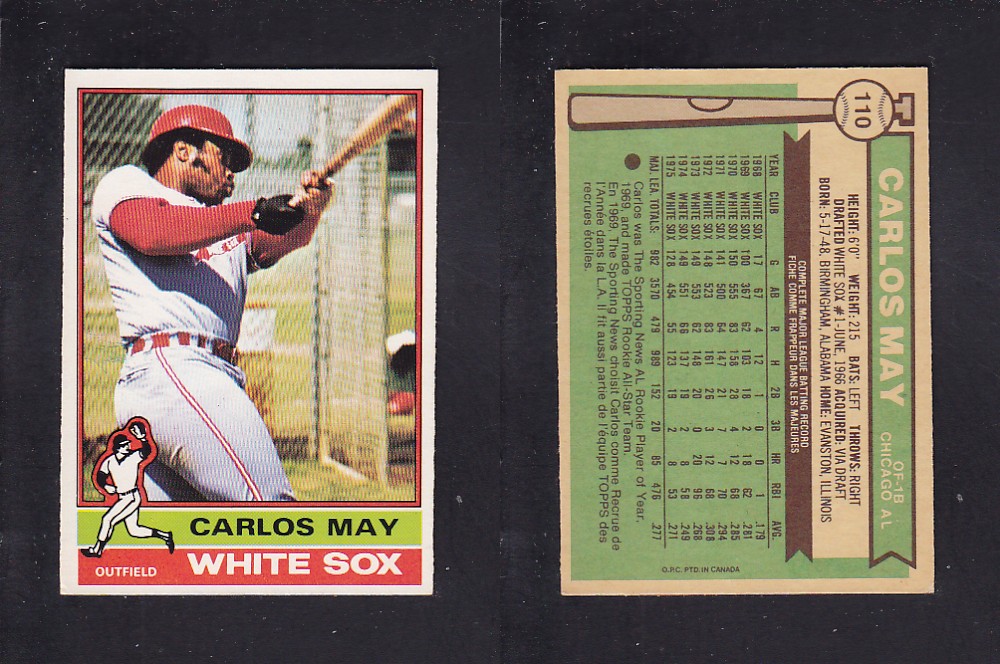 CARLOS MAY
WHITE SOX
OUTFIELD
110
CARLOS MAY
OF-1B
CHICAGO AL
HEIGHT: 6'0" WEIGHT: 215 BATS: LEFT THROWS: RIGHT
DRAFTED WHITE SOX #1-JUNE, 1966 ACQUIRED: VIA DRAFT
BORN: 5-17-48, BIRMINGHAM, ALABAMA HOME: EVANSTON, ILLINOIS
COMPLETE MAJOR LEAGUE BATTING RECORD
FICHE COMME FRAPPEUR DANS LES MAJEURES
YEAR CLUB G AB R H 2B 3B HR RBI AVG.
1968 WHITE SOX 17 67 4 12 1 0 0 1 .179
1969 WHITE SOX 100 367 62 103 18 2 18 62 .281
1970 WHITE SOX 150 555 83 158 28 4 12 68 .285
1971 WHITE SOX 141 500 64 147 21 7 7 70 .294
1972 WHITE SOX 148 523 83 161 26 3 12 68 .308
1973 WHITE SOX 149 553 62 148 20 0 20 96 .268
1974 WHITE SOX 149 551 66 137 19 2 8 58 .249
1975 WHITE SOX 128 454 55 123 19 2 8 53 .271
MAJ. LEA. TOTALS: 982 3570 479 989 152 20 85 476 .277
Carlos was The Sporting News AL Rookie Player of Year,
1969, and made TOPPS Rookie All-Star Team.
En 1969, The Sporting News choisit Carlos comme Recrue de
l'Année dans la L.A. Il fit aussi partie de l'équipe TOPPS des
recrues étoiles.
O.P.C. PTD. IN CANADA